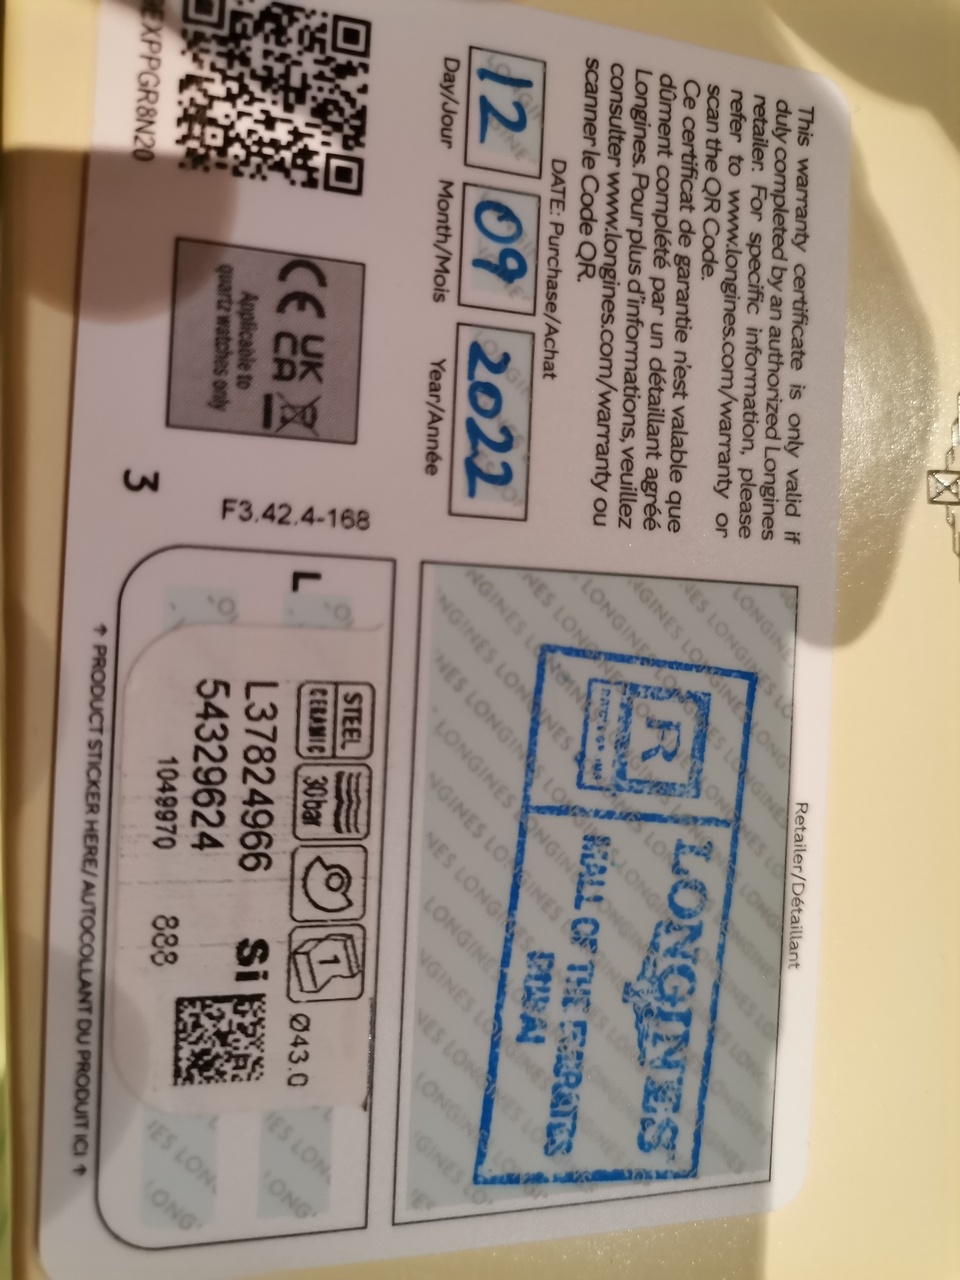 This warranty certificate is only valid if
duly completed by an authorized Longines
retailer. For specific information, please
refer to www.longines.com/warranty or
scan the QR Code.
Ce certificat de garantie n'est valable que
dûment complété par un détaillant agréé
Longines. Pour plus d'informations, veuillez
consulter www.longines.com/warranty ou
scanner le Code QR.
DATE: Purchase/Achat
12 09 2022
Day/Jour Month/Mois Year/Année
CE UK CA
Applicable to
quartz watches only
F3.42.4-168
3
Retailer/Détaillant
R
LONGINES
MALL OF THE EMIRATES
DUBAI
L
STEEL
CERAMIC
30 bar
1
Ø43.0
L37824966 Si
54329624
1049970 888
↑ PRODUCT STICKER HERE/ AUTOCOLLANT DU PRODUIT ICI ↑